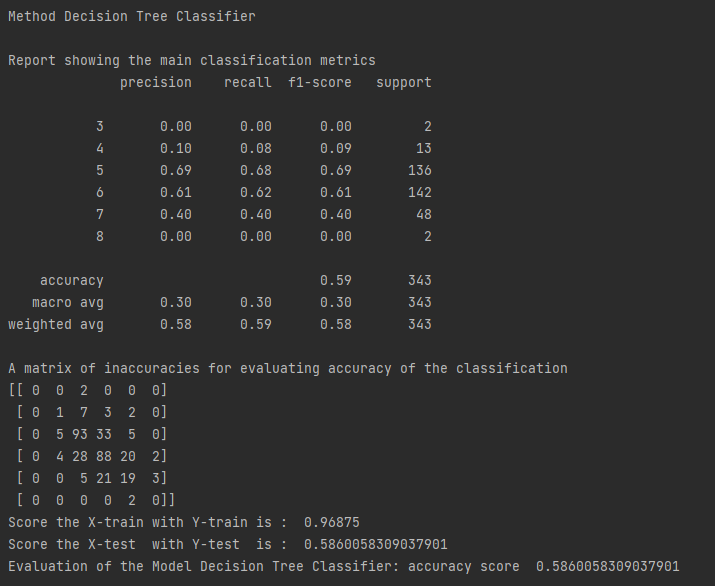 Method Decision Tree Classifier
Report showing the main classification metrics
precision recall f1-score support
3 0.00 0.00 0.00 2
4 0.10 0.08 0.09 13
5 0.69 0.68 0.69 136
6 0.61 0.62 0.61 142
7 0.40 0.40 0.40 48
8 0.00 0.00 0.00 2
accuracy 0.59 343
macro avg 0.30 0.30 0.30 343
weighted avg 0.58 0.59 0.58 343
A matrix of inaccuracies for evaluating accuracy of the classification
[[ 0 0 2 0 0 0]
[ 0 1 7 3 2 0]
[ 0 5 93 33 5 0]
[ 0 4 28 88 20 2]
[ 0 0 5 21 19 3]
[ 0 0 0 0 2 0]]
Score the X-train with Y-train is : 0.96875
Score the X-test with Y-test is : 0.5860058309037901
Evaluation of the Model Decision Tree Classifier: accuracy score 0.5860058309037901